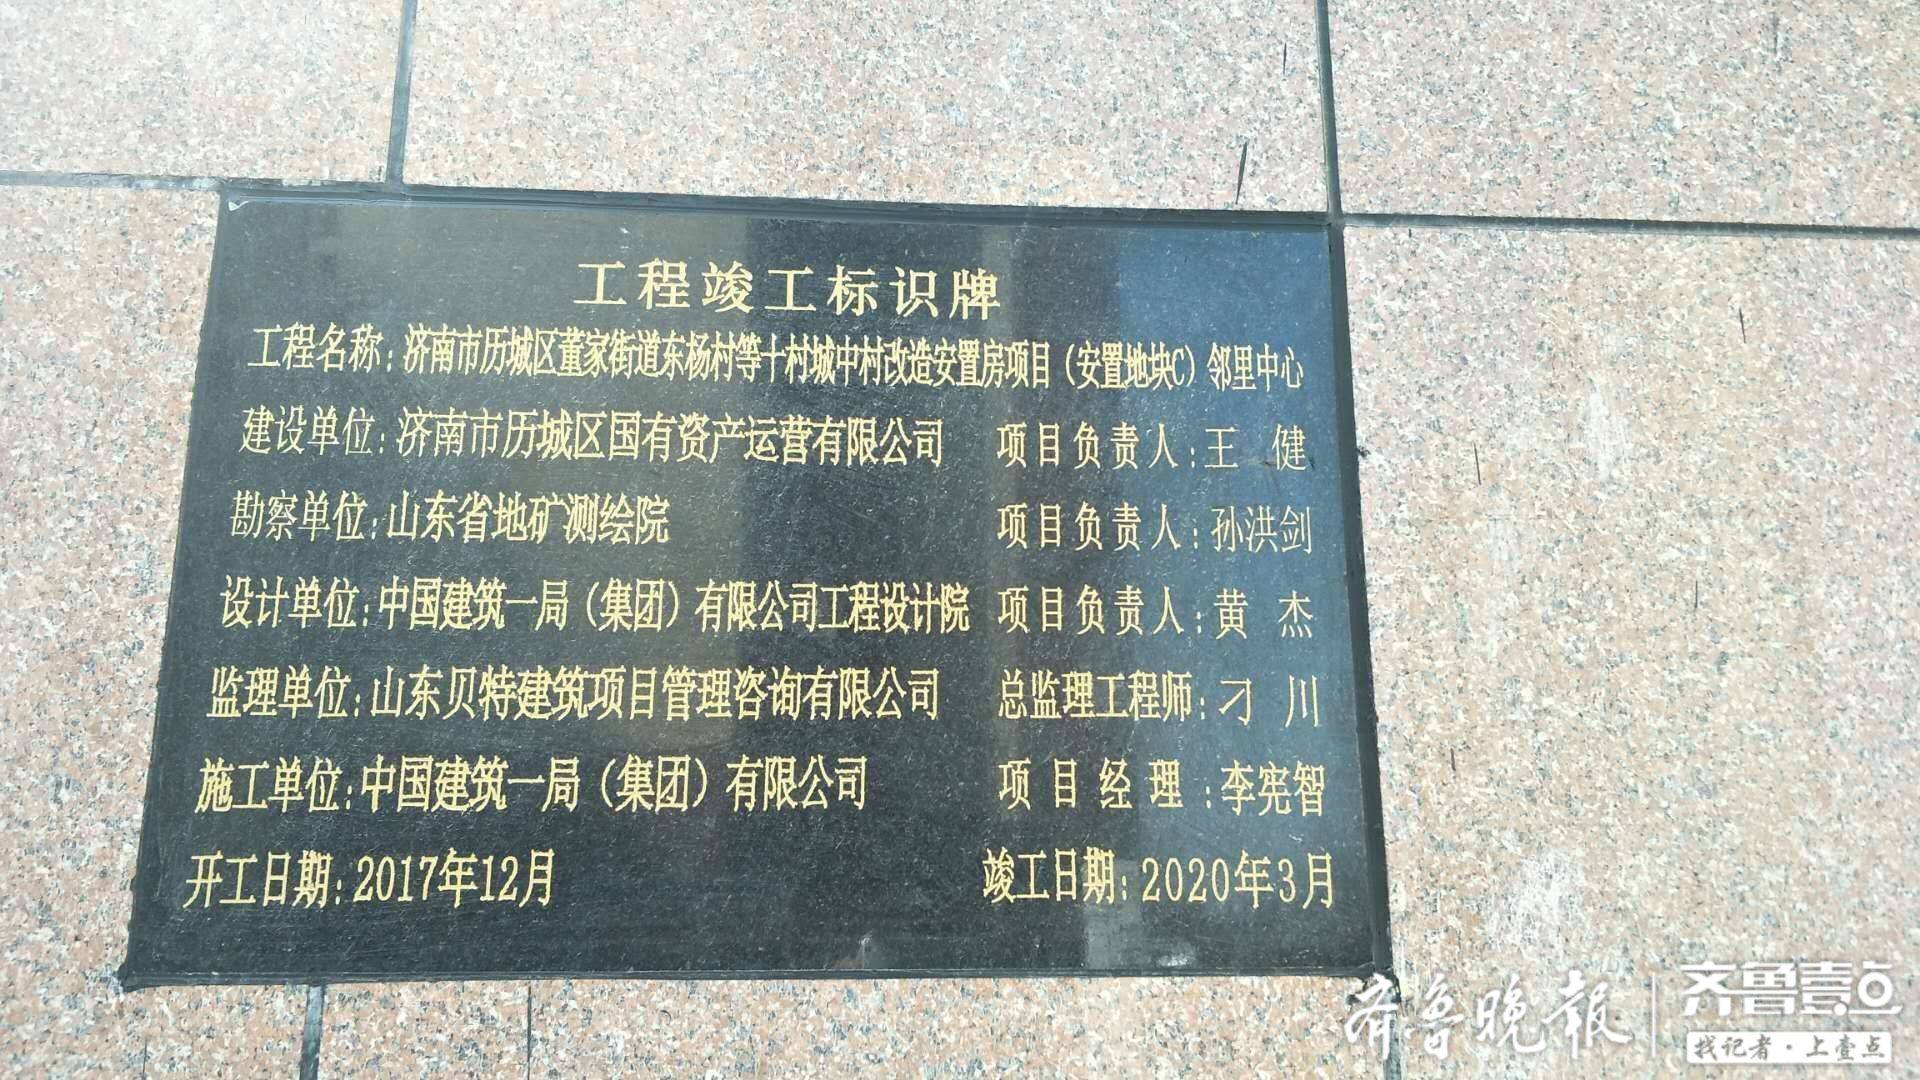 工程竣工标识牌
工程名称：济南市历城区董家街道东杨村等十村城中村改造安置房项目（安置地块C）邻里中心
建设单位：济南市历城区国有资产运营有限公司 项目负责人：王 健
勘察单位：山东省地矿测绘院 项目负责人：孙洪剑
设计单位：中国建筑一局（集团）有限公司工程设计院 项目负责人：黄 杰
监理单位：山东贝特建筑项目管理咨询有限公司 总监理工程师：刁 川
施工单位：中国建筑一局（集团）有限公司 项目经理：李宪智
开工日期：2017年12月 竣工日期：2020年3月
齐鲁晚报 齐鲁壹点
找记者·上壹点